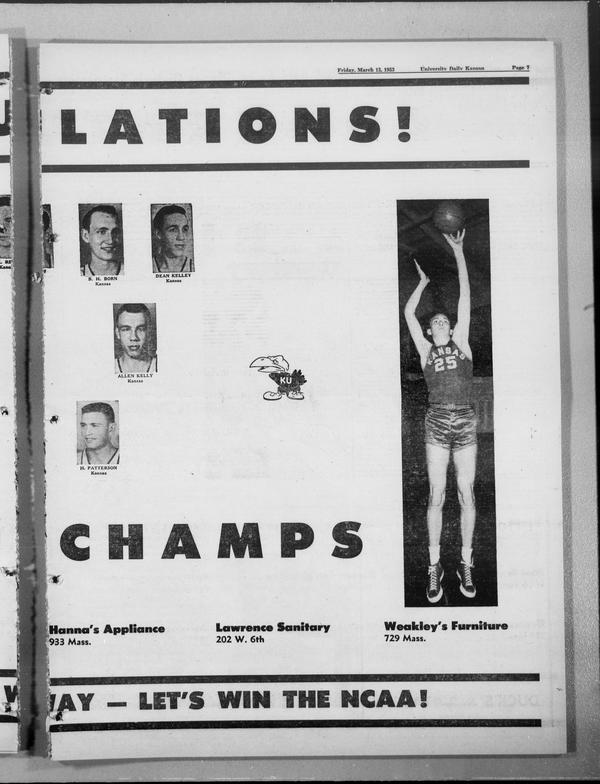 Friday, March 13, 1953 University Daily Kansan Page 7
LATIONS!
B. H. BORN
Kansas
DEAN KELLEY
Kansas
KANSAS
25
ALLEN KELLY
Kansas
KU
H. PATTERSON
Kansas
CHAMPS
Hanna's Appliance
933 Mass.
Lawrence Sanitary
202 W. 6th
Weakley's Furniture
729 Mass.
WAY — LET'S WIN THE NCAA!